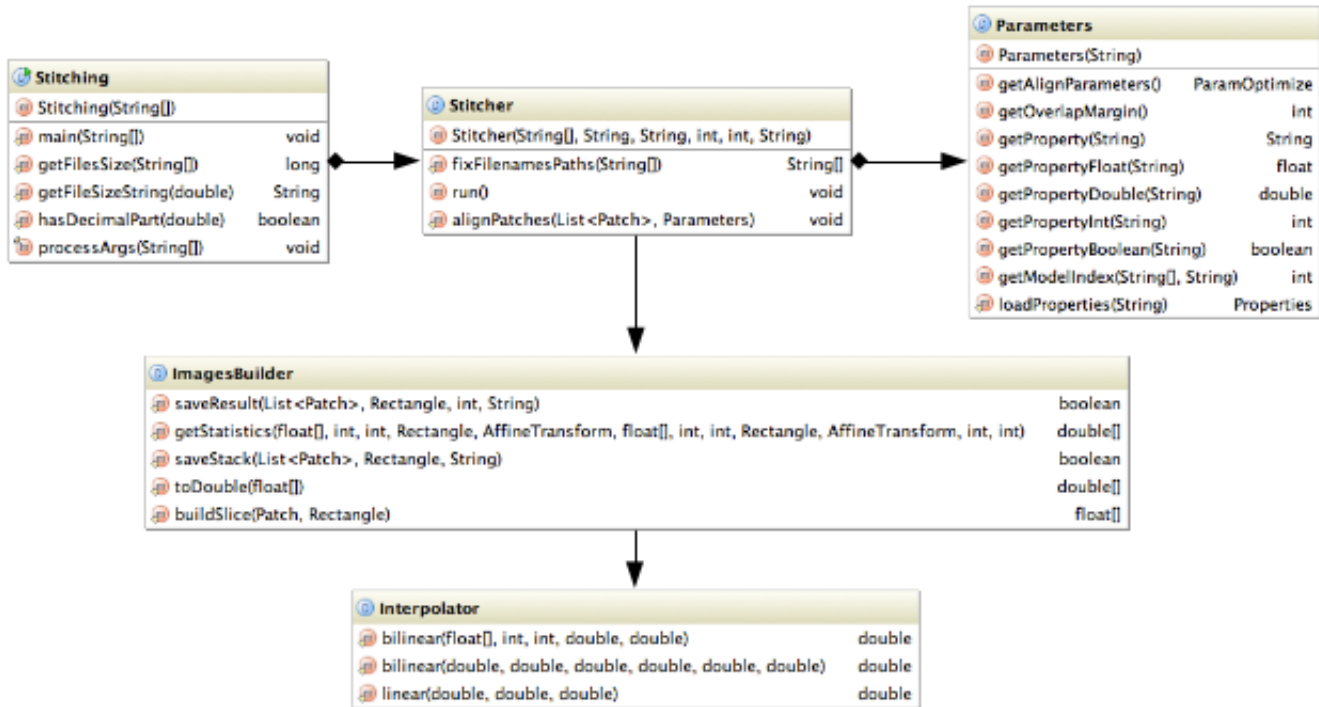 Stitching
Stitching(String[])
main(String[]) void
getFilesSize(String[]) long
getFileSizeString(double) String
hasDecimalPart(double) boolean
processArgs(String[]) void
Stitcher
Stitcher(String[], String, String, int, int, String)
fixFilenamesPaths(String[]) String[]
run() void
alignPatches(List<Patch>, Parameters) void
Parameters
Parameters(String)
getAlignParameters() ParamOptimize
getOverlapMargin() int
getProperty(String) String
getPropertyFloat(String) float
getPropertyDouble(String) double
getPropertyInt(String) int
getPropertyBoolean(String) boolean
getModelIndex(String[], String) int
loadProperties(String) Properties
ImagesBuilder
saveResult(List<Patch>, Rectangle, int, String) boolean
getStatistics(float[], int, int, Rectangle, AffineTransform, float[], int, int, Rectangle, AffineTransform, int, int) double[]
saveStack(List<Patch>, Rectangle, String) boolean
toDouble(float[]) double[]
buildSlice(Patch, Rectangle) float[]
Interpolator
bilinear(float[], int, int, double, double) double
bilinear(double, double, double, double, double, double) double
linear(double, double, double) double